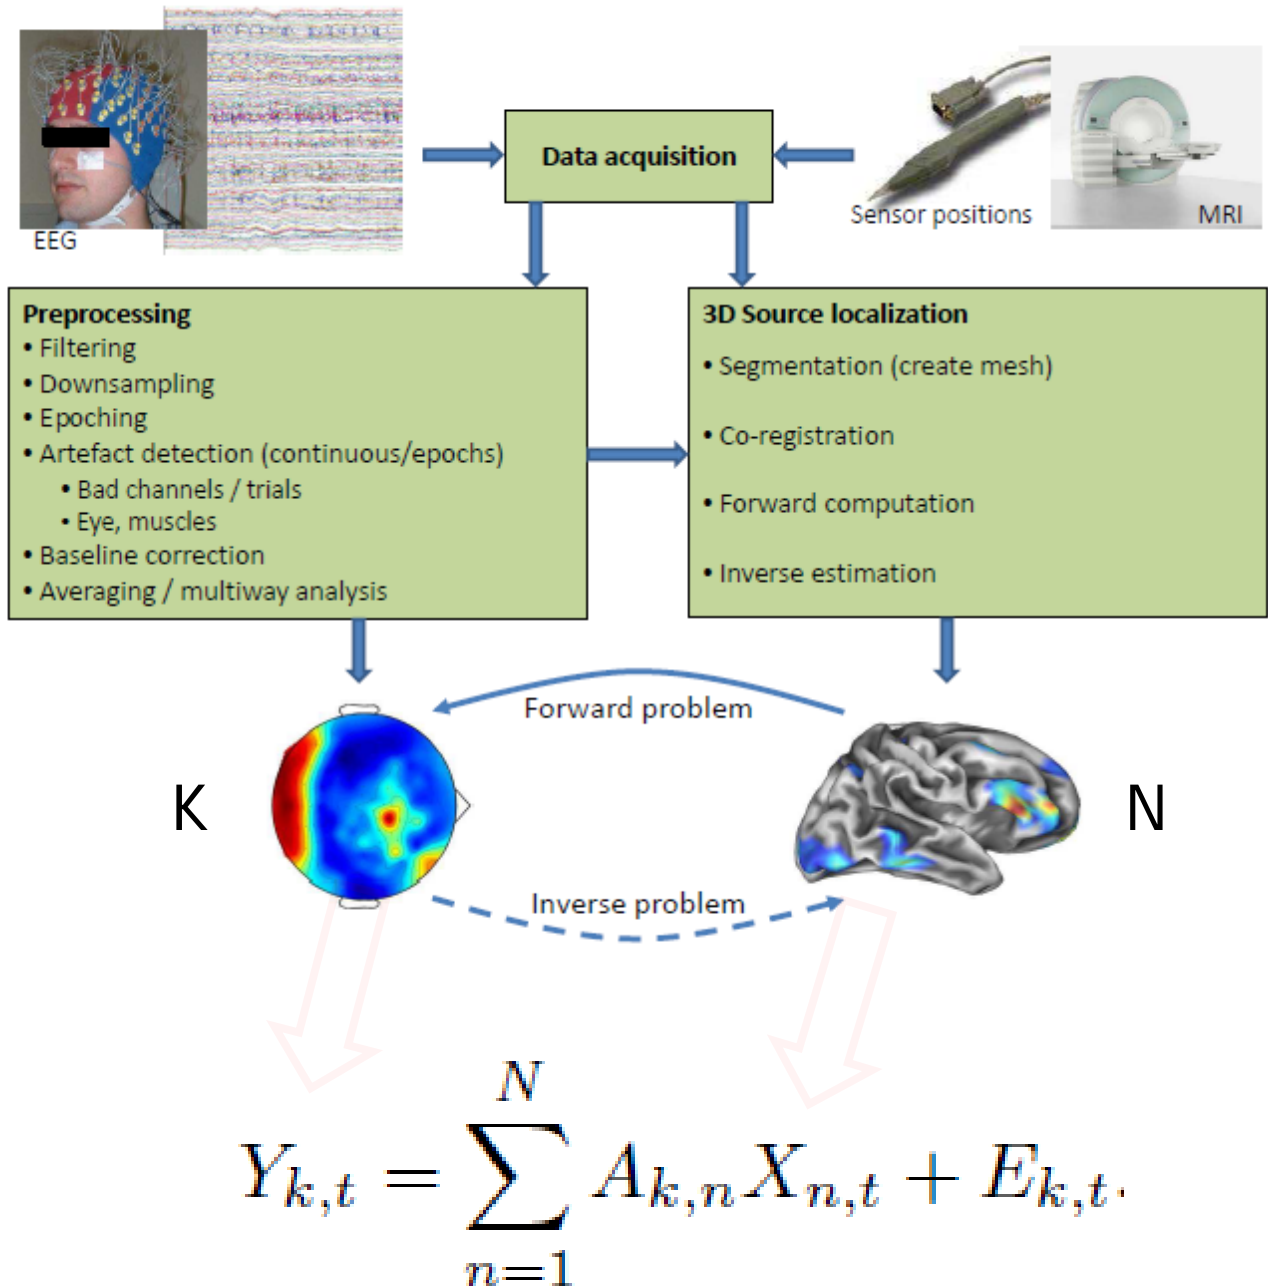 EEG
Data acquisition
Sensor positions
MRI
Preprocessing
• Filtering
• Downsampling
• Epoching
• Artefact detection (continuous/epochs)
• Bad channels / trials
• Eye, muscles
• Baseline correction
• Averaging / multiway analysis
3D Source localization
• Segmentation (create mesh)
• Co-registration
• Forward computation
• Inverse estimation
Forward problem
K
N
Inverse problem
Y_{k,t} = \sum_{n=1}^{N} A_{k,n} X_{n,t} + E_{k,t}.